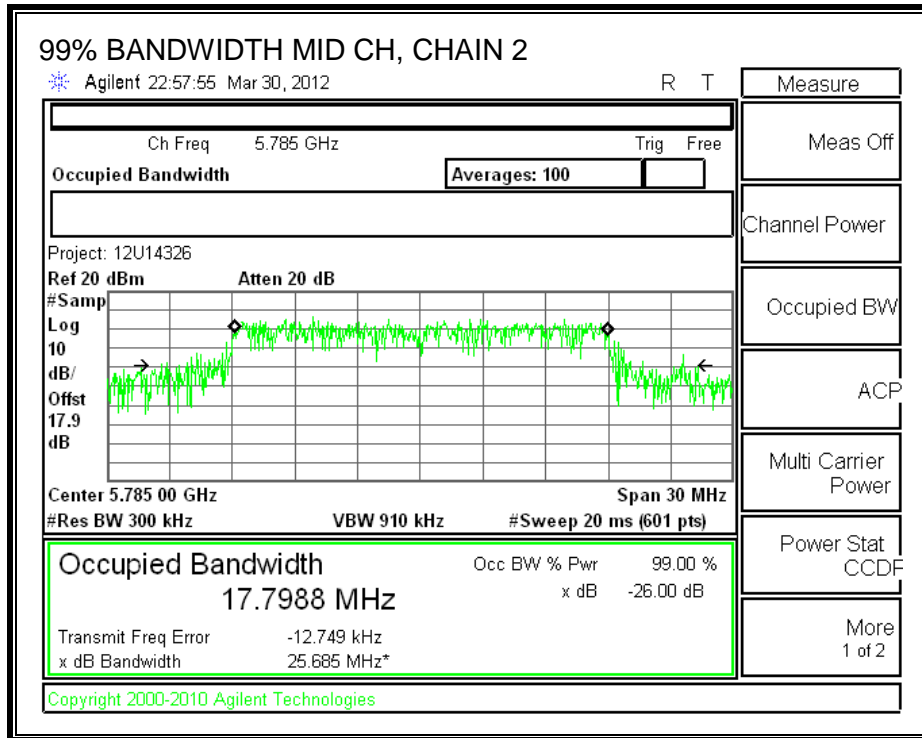 99% BANDWIDTH MID CH, CHAIN 2
Agilent 22:57:55 Mar 30, 2012 R T
Measure
Ch Freq 5.785 GHz Trig Free
Occupied Bandwidth Averages: 100
Project: 12U14326
Ref 20 dBm Atten 20 dB
#Samp
Log
10
dB/
Offst
17.9
dB
Center 5.785 00 GHz Span 30 MHz
#Res BW 300 kHz VBW 910 kHz #Sweep 20 ms (601 pts)
Occupied Bandwidth Occ BW % Pwr 99.00 %
17.7988 MHz x dB -26.00 dB
Transmit Freq Error -12.749 kHz
x dB Bandwidth 25.685 MHz*
Copyright 2000-2010 Agilent Technologies
Meas Off
Channel Power
Occupied BW
ACP
Multi Carrier
Power
Power Stat
CCDF
More
1 of 2